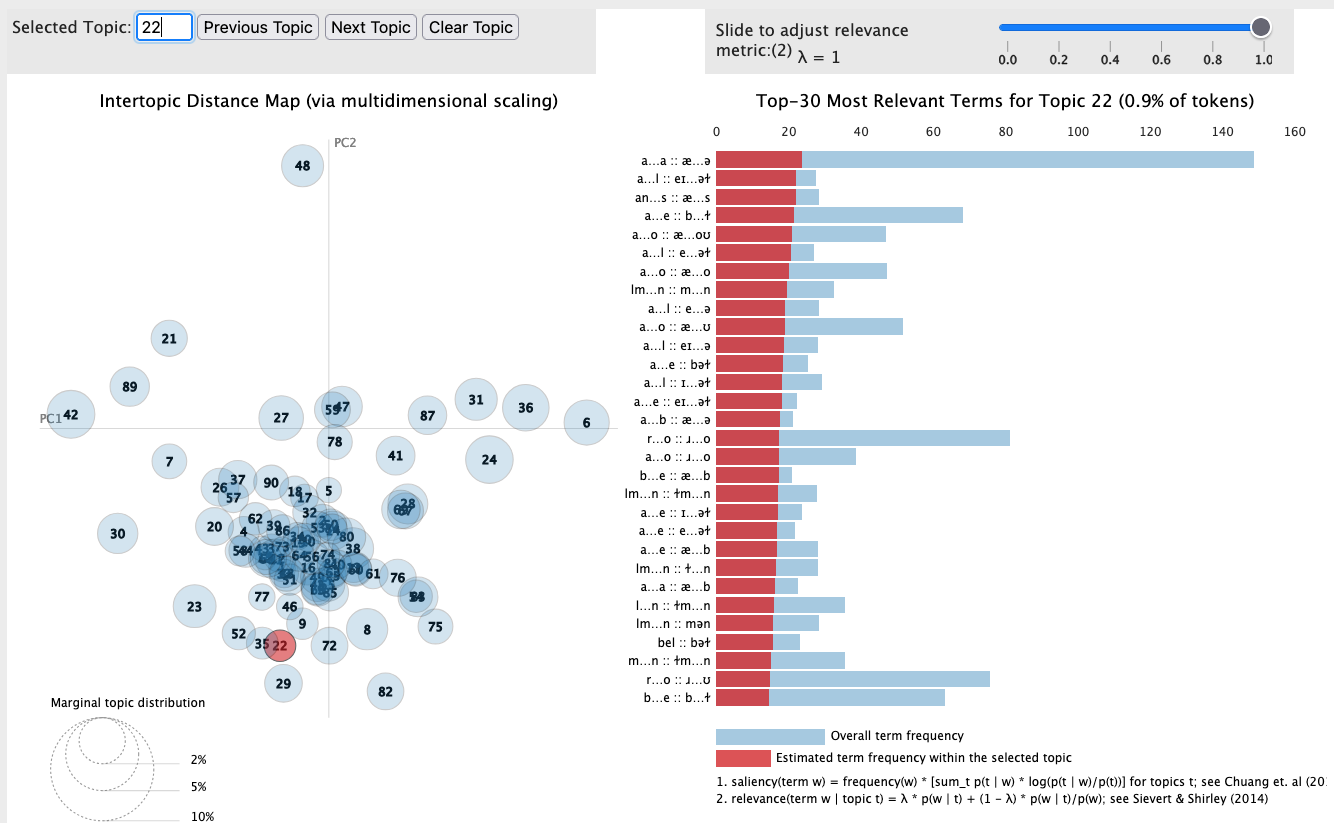 Selected Topic: 22 Previous Topic Next Topic Clear Topic
Slide to adjust relevance
metric:(2) λ = 1
0.0 0.2 0.4 0.6 0.8 1.0
Intertopic Distance Map (via multidimensional scaling)
PC2
48
21
89
42
PC1
27
59
47
87
31
36
6
78
41
24
7
26
37
57
90
18
17
5
28
30
20
62
4
39
86
32
80
38
64
56
74
16
61
76
51
77
46
23
9
8
75
52
35
22
72
29
82
Marginal topic distribution
2%
5%
10%
Top-30 Most Relevant Terms for Topic 22 (0.9% of tokens)
0 20 40 60 80 100 120 140 160
a...a :: æ...ə
a...l :: eɪ...əɫ
an...s :: æ...s
a...e :: b...ɫ
a...o :: æ...oʊ
a...l :: e...əɫ
a...o :: æ...o
lm...n :: m...n
a...l :: e...ə
a...o :: æ...ʊ
a...l :: eɪ...ə
a...e :: bəɫ
a...l :: ɪ...əɫ
a...e :: eɪ...əɫ
a...b :: æ...ə
r...o :: ɹ...o
a...o :: ɹ...o
b...e :: æ...b
lm...n :: ɫm...n
a...e :: ɪ...əɫ
a...e :: e...əɫ
a...e :: æ...b
lm...n :: ɫ...n
a...a :: æ...b
l...n :: ɫm...n
lm...n :: mən
bel :: bəɫ
m...n :: ɫm...n
r...o :: ɹ...ʊ
b...e :: b...ɫ
Overall term frequency
Estimated term frequency within the selected topic
1. saliency(term w) = frequency(w) * [sum_t p(t | w) * log(p(t | w)/p(t))] for topics t; see Chuang et. al (20
2. relevance(term w | topic t) = λ * p(w | t) + (1 - λ) * p(w | t)/p(w); see Sievert & Shirley (2014)